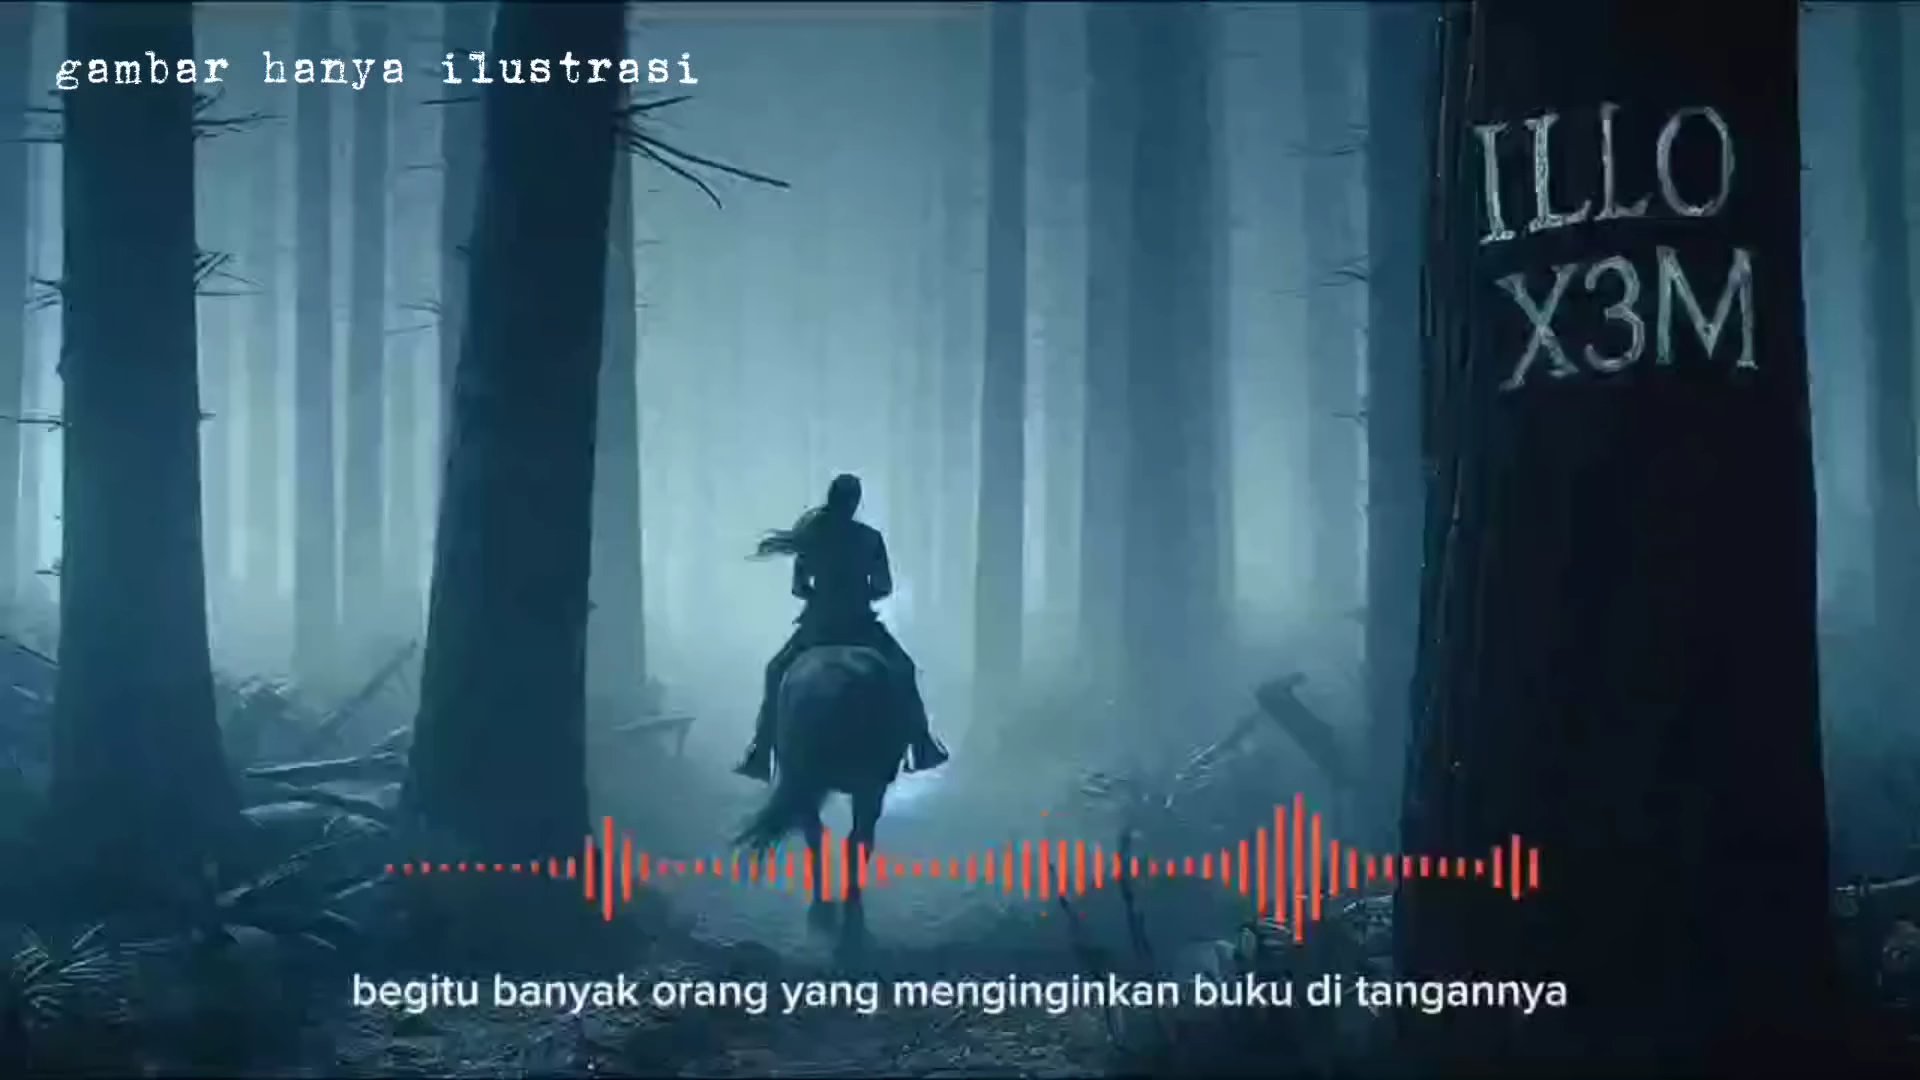 gambar hanya ilustrasi
ILLO
X3M
begitu banyak orang yang menginginkan buku di tangannya